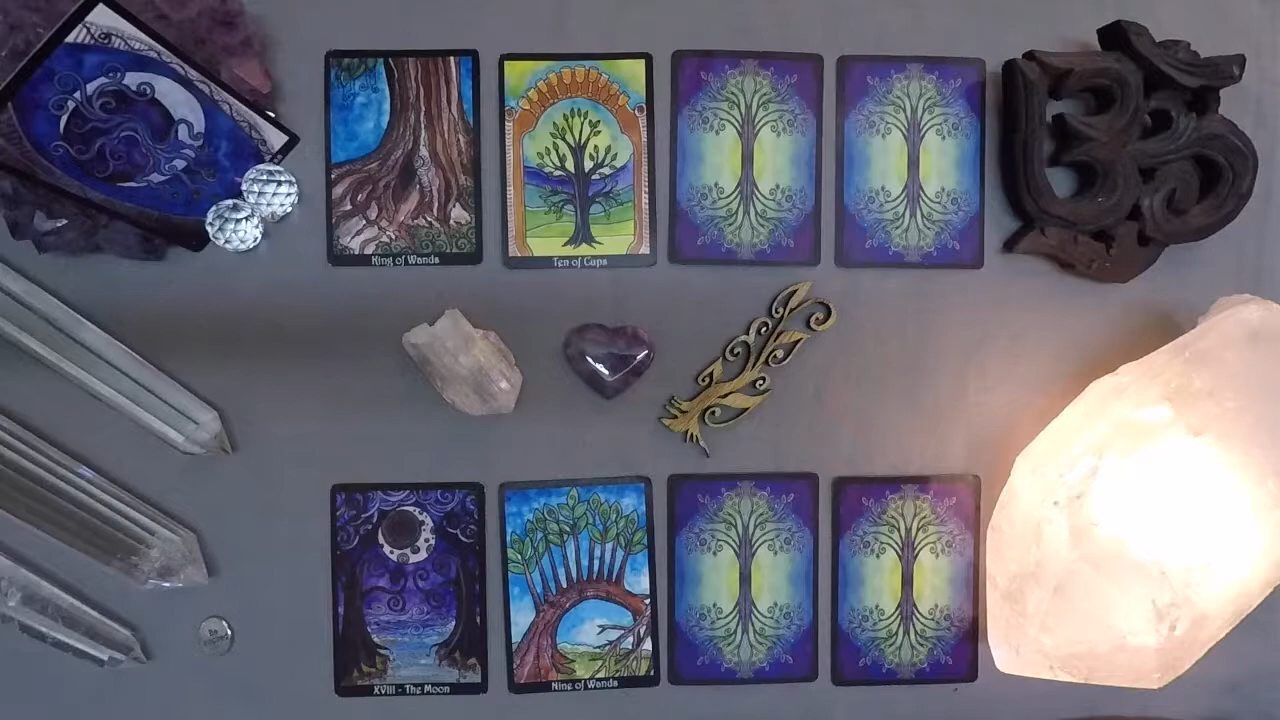 King of Wands
Ten of Cups
XVIII - The Moon
Nine of Wands